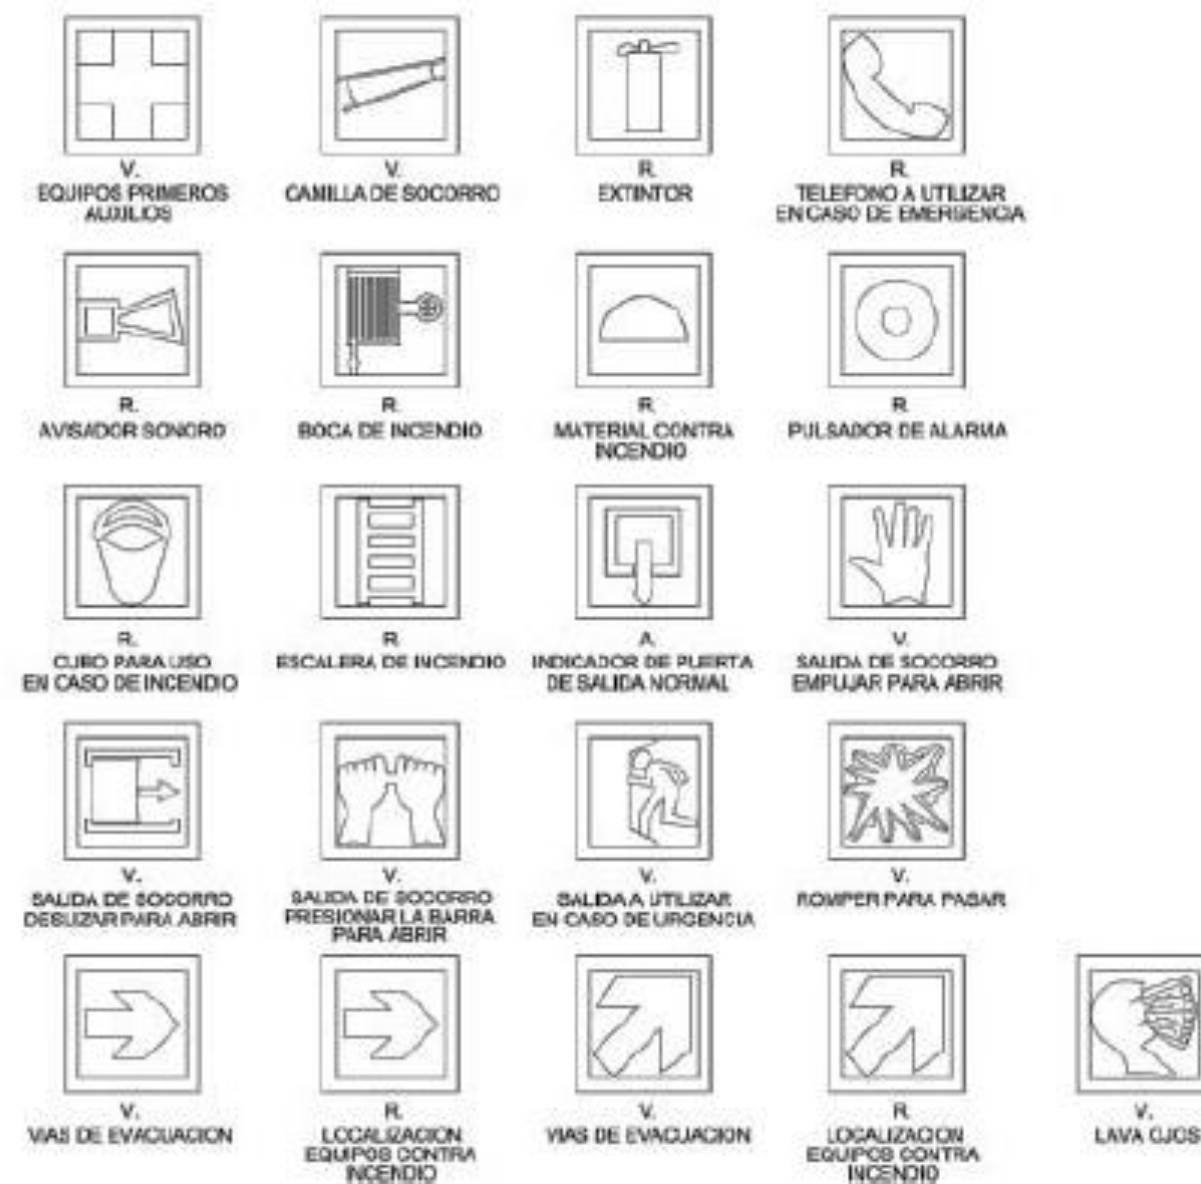 V.
EQUIPOS PRIMEROS
AUXILIOS
V.
CAMILLA DE SOCORRO
R.
EXTINTOR
R.
TELEFONO A UTILIZAR
EN CASO DE EMERGENCIA
R.
AVISADOR SONORO
R.
BOCA DE INCENDIO
R.
MATERIAL CONTRA
INCENDIO
R.
PULSADOR DE ALARMA
R.
CUBO PARA USO
EN CASO DE INCENDIO
R.
ESCALERA DE INCENDIO
A.
INDICADOR DE PUERTA
DE SALIDA NORMAL
V.
SALIDA DE SOCORRO
EMPUJAR PARA ABRIR
V.
SALIDA DE SOCORRO
DESLIZAR PARA ABRIR
V.
SALIDA DE SOCORRO
PRESIONAR LA BARRA
PARA ABRIR
V.
SALIDA A UTILIZAR
EN CASO DE URGENCIA
V.
ROMPER PARA PASAR
V.
VIAS DE EVACUACION
R.
LOCALIZACION
EQUIPOS CONTRA
INCENDIO
V.
VIAS DE EVACUACION
R.
LOCALIZACION
EQUIPOS CONTRA
INCENDIO
V.
LAVA OJOS